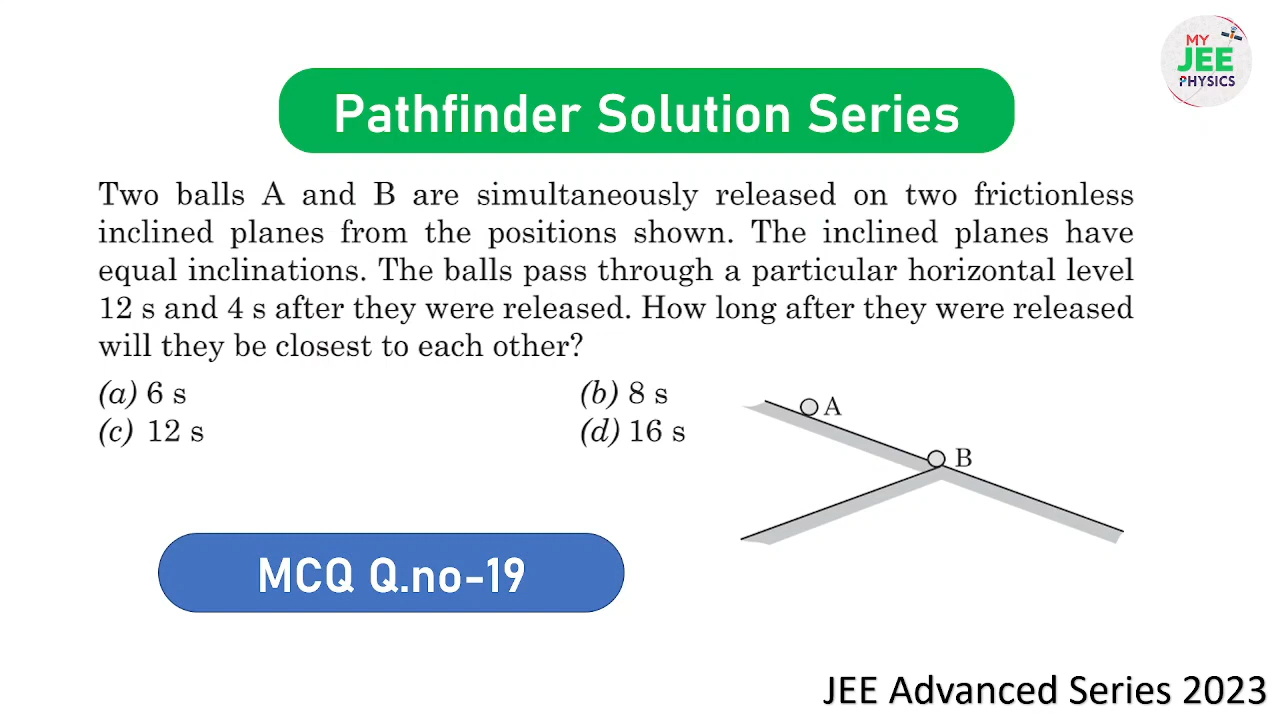 MY
JEE
PHYSICS
Pathfinder Solution Series
Two balls A and B are simultaneously released on two frictionless
inclined planes from the positions shown. The inclined planes have
equal inclinations. The balls pass through a particular horizontal level
12 s and 4 s after they were released. How long after they were released
will they be closest to each other?
(a) 6 s (b) 8 s
(c) 12 s (d) 16 s
A
B
MCQ Q.no-19
JEE Advanced Series 2023